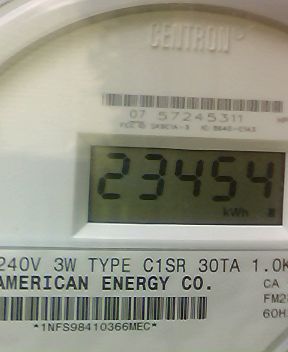 CENTRON
07 57245311
23454
kWh
240V 3W TYPE C1SR 30TA 1.0K
AMERICAN ENERGY CO.
CA
FM2
60H
*1NFS98410366MEC*